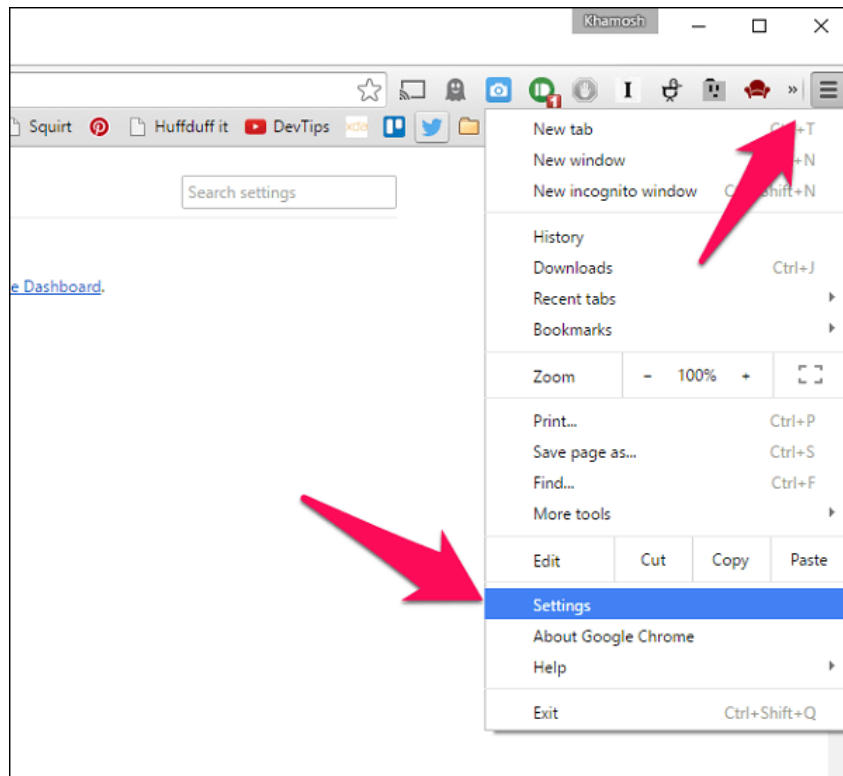 Khamosh
Squirt
Huffduff it
DevTips
Search settings
e Dashboard.
New tab
New window
New incognito window
History
Downloads Ctrl+J
Recent tabs
Bookmarks
Zoom - 100% +
Print... Ctrl+P
Save page as... Ctrl+S
Find... Ctrl+F
More tools
Edit Cut Copy Paste
Settings
About Google Chrome
Help
Exit Ctrl+Shift+Q